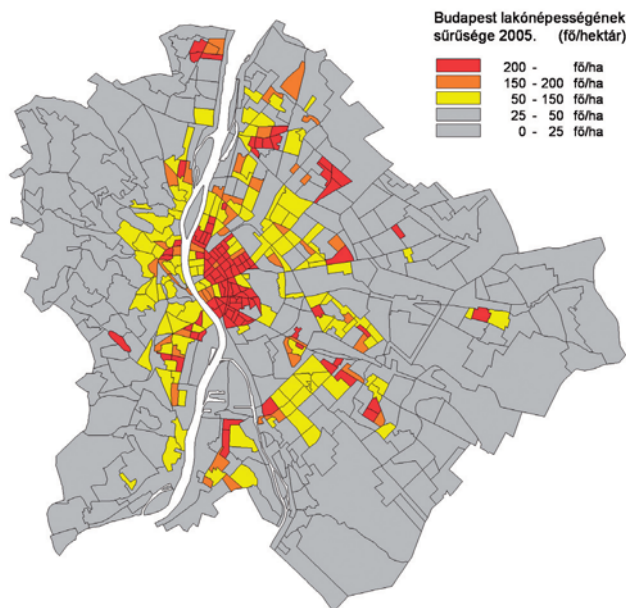 Budapest lakónépességének
sűrűsége 2005. (fő/hektár)
200 - fő/ha
150 - 200 fő/ha
50 - 150 fő/ha
25 - 50 fő/ha
0 - 25 fő/ha